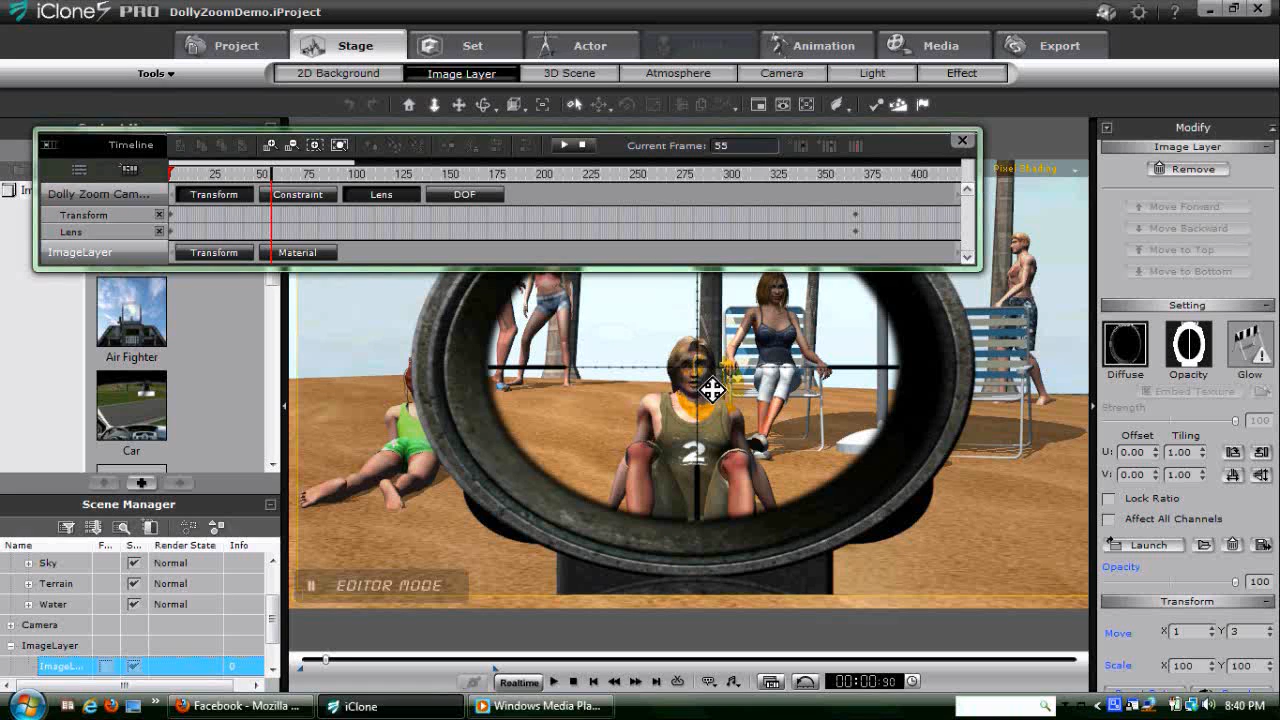 iClone5 PRO DollyZoomDemo.iProject
Project Stage Set Actor Animation Media Export
Tools 2D Background Image Layer 3D Scene Atmosphere Camera Light Effect
Timeline Current Frame: 55
25 50 75 100 125 150 175 200 225 250 275 300 325 350 375 400
Dolly Zoom Cam... Transform Constraint Lens DOF
Transform
Lens
ImageLayer Transform Material
Pixel Shading
Modify
Image Layer
Remove
Move Forward
Move Backward
Move to Top
Move to Bottom
Setting
Diffuse Opacity Glow
Embed Texture
Strength 100
Offset Tiling
U: 0.00 1.00
V: 0.00 1.00
Lock Ratio
Affect All Channels
Launch
Opacity
100
Transform
Move X 1 Y 3
Scale X 100 Y 100
Air Fighter
Car
Scene Manager
Name F... S... Render State Info
Sky Normal
Terrain Normal
Water Normal
Camera
ImageLayer
ImageL... 0
2
EDITOR MODE
Realtime 00:00:90
Facebook - Mozilla ... iClone Windows Media Pla... 8:40 PM